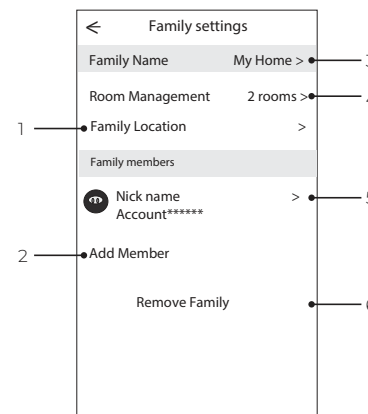 Family settings
Family Name My Home >
Room Management 2 rooms >
1 Family Location >
Family members
Nick name >
Account******
2 Add Member
Remove Family